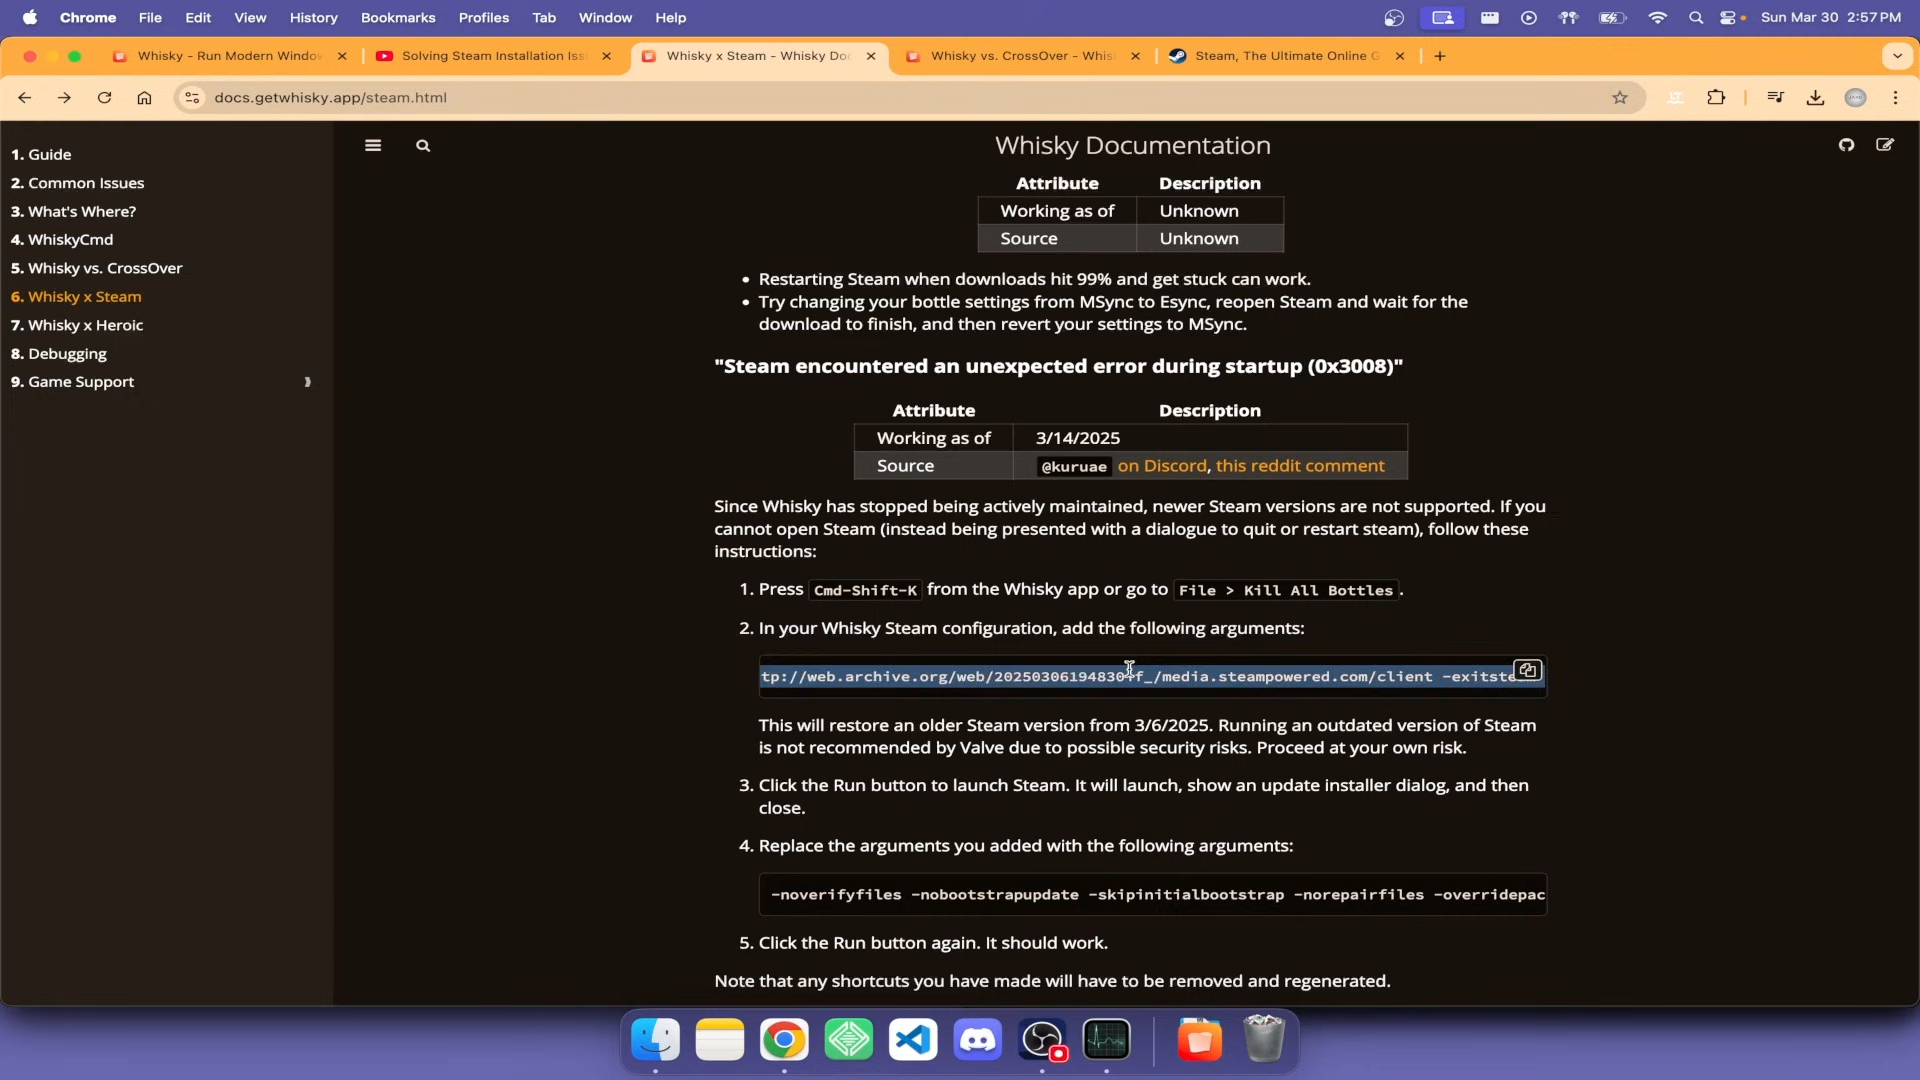 Chrome File Edit View History Bookmarks Profiles Tab Window Help Sun Mar 30 2:57 PM
Whisky - Run Modern Window Solving Steam Installation Iss Whisky x Steam - Whisky Doc Whisky vs. CrossOver - Whis Steam, The Ultimate Online G
docs.getwhisky.app/steam.html
Whisky Documentation
1. Guide
2. Common Issues
3. What's Where?
4. WhiskyCmd
5. Whisky vs. CrossOver
6. Whisky x Steam
7. Whisky x Heroic
8. Debugging
9. Game Support
Attribute Description
Working as of Unknown
Source Unknown
• Restarting Steam when downloads hit 99% and get stuck can work.
• Try changing your bottle settings from MSync to Esync, reopen Steam and wait for the
download to finish, and then revert your settings to MSync.
"Steam encountered an unexpected error during startup (0x3008)"
Attribute Description
Working as of 3/14/2025
Source @kuruae on Discord, this reddit comment
Since Whisky has stopped being actively maintained, newer Steam versions are not supported. If you
cannot open Steam (instead being presented with a dialogue to quit or restart steam), follow these
instructions:
1. Press Cmd-Shift-K from the Whisky app or go to File > Kill All Bottles.
2. In your Whisky Steam configuration, add the following arguments:
tp://web.archive.org/web/20250306194830if_/media.steampowered.com/client -exitsteam
This will restore an older Steam version from 3/6/2025. Running an outdated version of Steam
is not recommended by Valve due to possible security risks. Proceed at your own risk.
3. Click the Run button to launch Steam. It will launch, show an update installer dialog, and then
close.
4. Replace the arguments you added with the following arguments:
-noverifyfiles -nobootstrapupdate -skipinitialbootstrap -norepairfiles -overridepac
5. Click the Run button again. It should work.
Note that any shortcuts you have made will have to be removed and regenerated.